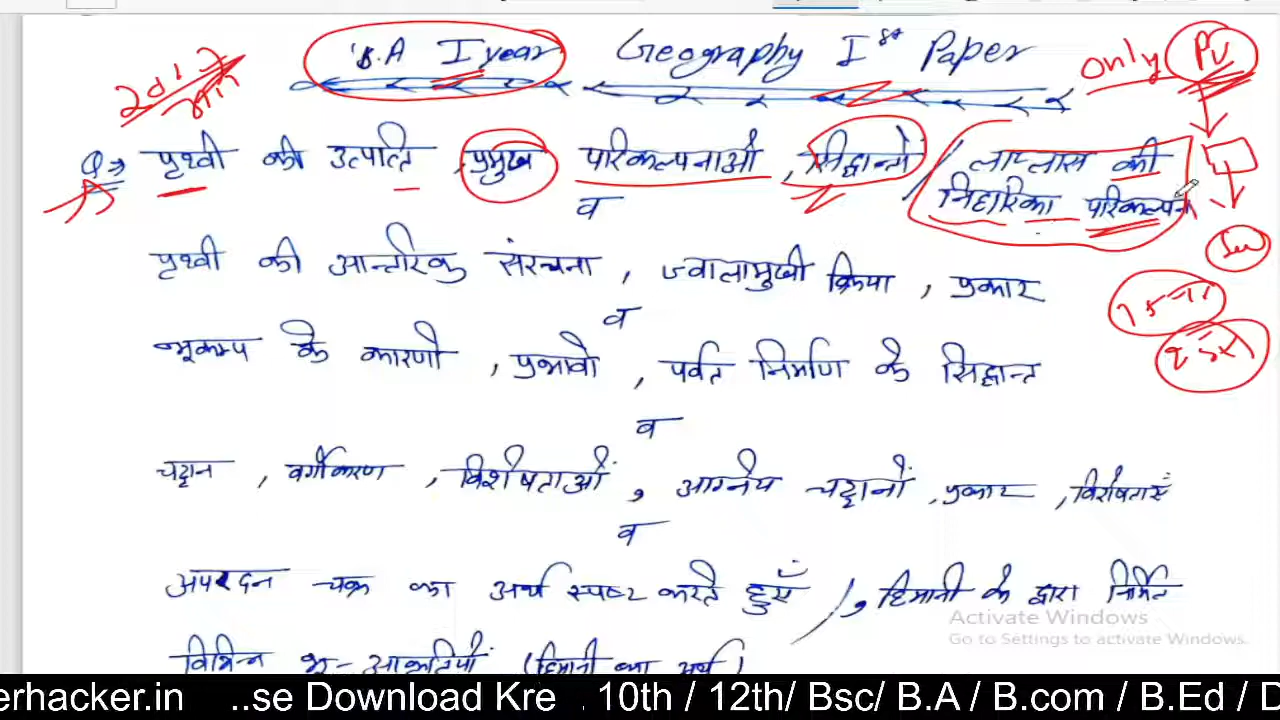 B.A I year Geography Ist Paper
only PU
Q⇒ पृथ्वी की उत्पत्ति, प्रमुख परिकल्पनाओं, सिद्धान्तों / लाप्लास की
निहारिका परिकल्पना
व
पृथ्वी की आन्तरिक संरचना, ज्वालामुखी क्रिया, प्रकार
व
भूकम्प के कारणों, प्रभावों, पर्वत निर्माण के सिद्धान्त
व
चट्टान, वर्गीकरण, विशेषताओं, आग्नेय चट्टानों, प्रकार, विशेषताएँ
व
अपरदन चक्र का अर्थ स्पष्ट करते हुएँ /, हिमानी के द्वारा निर्मित
विभिन्न भू-आकृतियाँ (हिमानी का अर्थ)
Activate Windows
Go to Settings to activate Windows.
erhacker.in ..se Download Kre . 10th / 12th/ Bsc/ B.A / B.com / B.Ed / D